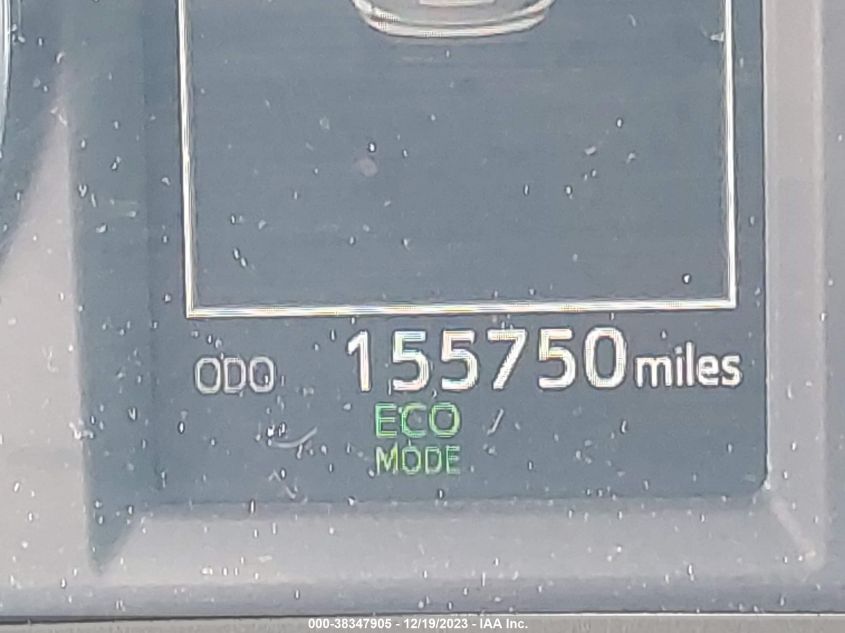 ODO 155750 miles
ECO
MODE
000-38347905 - 12/19/2023 - IAA Inc.